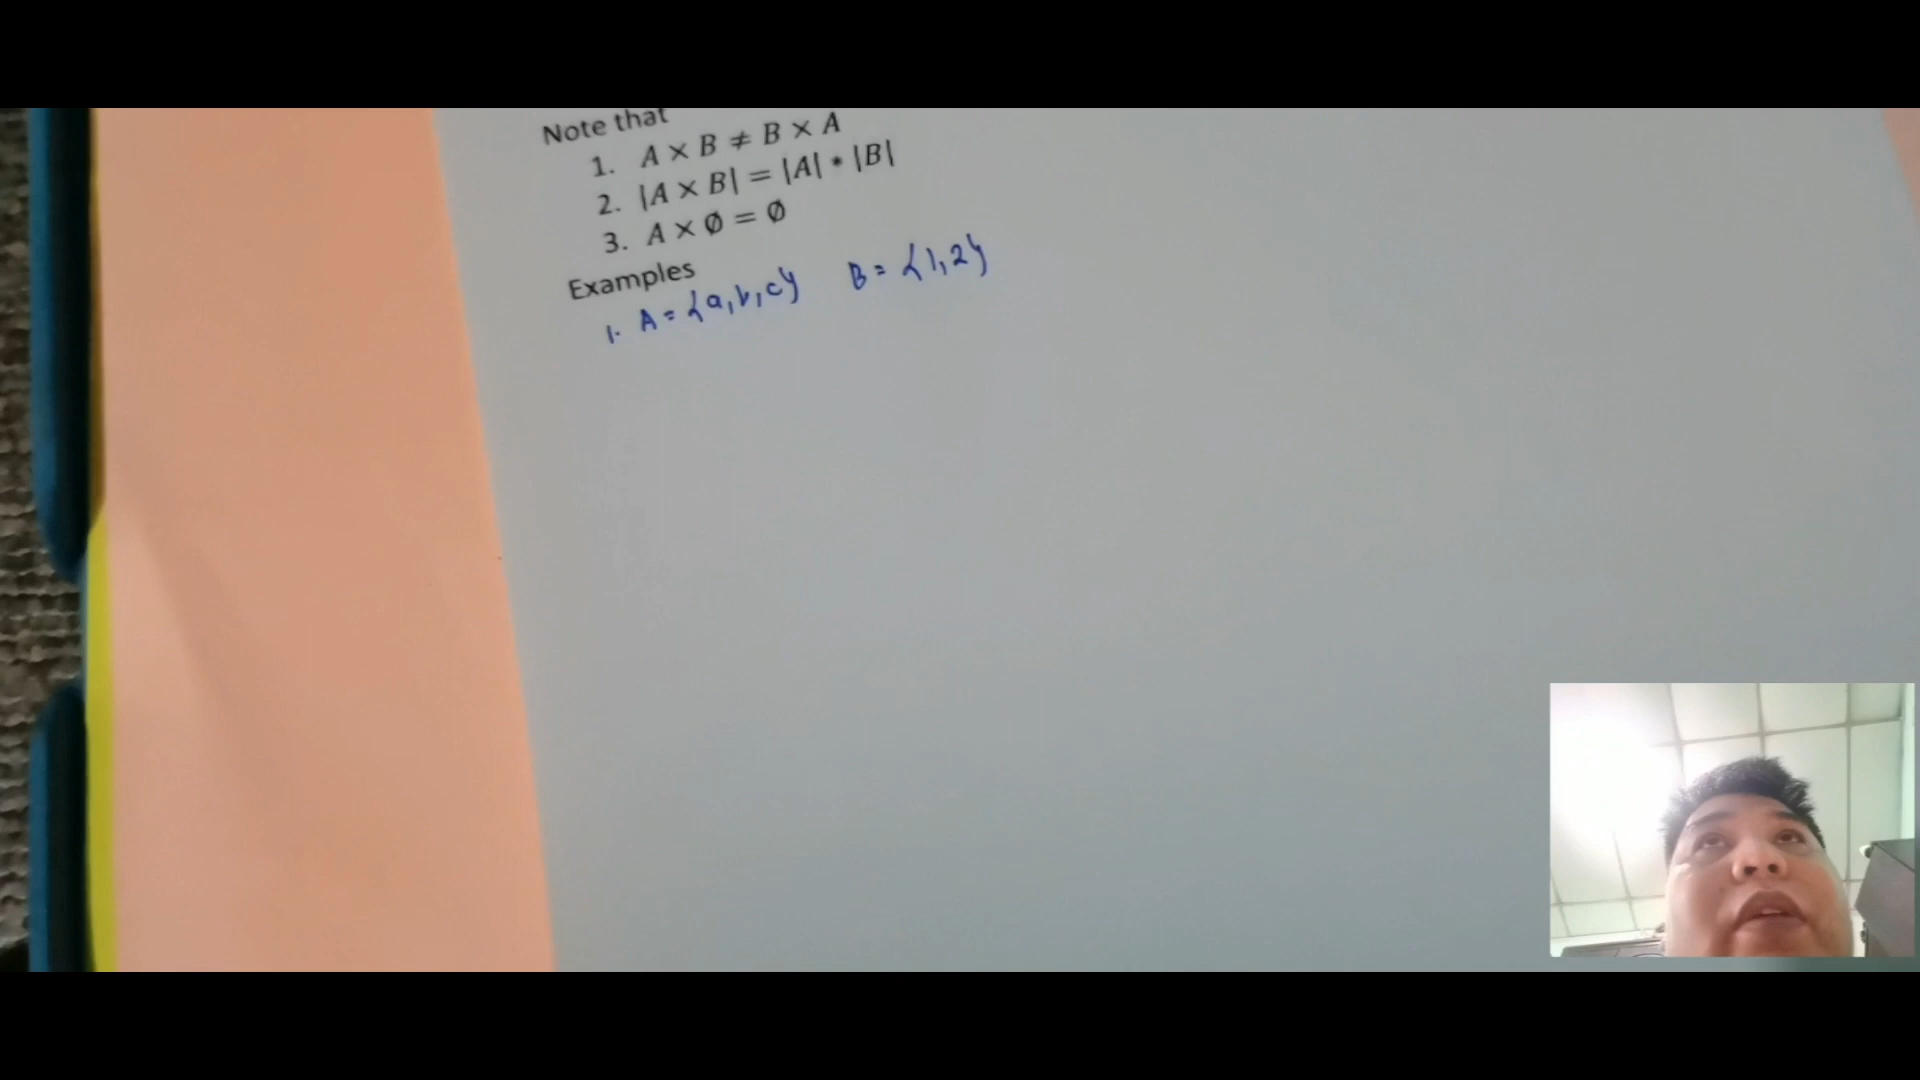 Note that
1. A × B ≠ B × A
2. |A × B| = |A| * |B|
3. A × ∅ = ∅
Examples
1. A = {a, b, c} B = {1, 2}